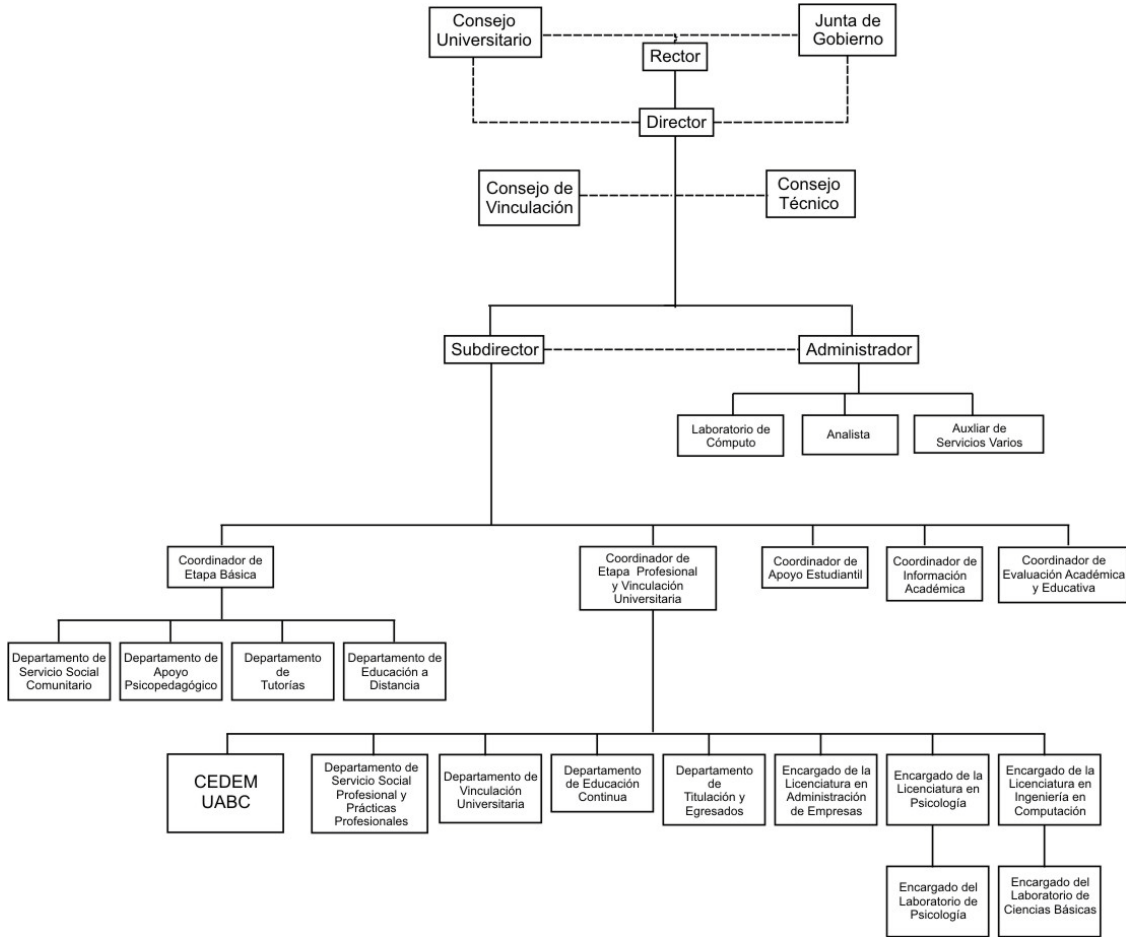 Consejo
Universitario
Junta de
Gobierno
Rector
Director
Consejo de
Vinculación
Consejo
Técnico
Subdirector
Administrador
Laboratorio de
Cómputo
Analista
Auxliar de
Servicios Varios
Coordinador de
Etapa Básica
Coordinador de
Etapa Profesional
y Vinculación
Universitaria
Coordinador de
Apoyo Estudiantil
Coordinador de
Información
Académica
Coordinador de
Evaluación Académica
y Educativa
Departamento de
Servicio Social
Comunitario
Departamento de
Apoyo
Psicopedagógico
Departamento
de
Tutorías
Departamento de
Educación a
Distancia
CEDEM
UABC
Departamento de
Servicio Social
Profesional y
Prácticas
Profesionales
Departamento de
Vinculación
Universitaria
Departamento
de Educación
Continua
Departamento
de
Titulación y
Egresados
Encargado de la
Licenciatura en
Administración
de Empresas
Encargado de la
Licenciatura en
Psicología
Encargado de la
Licenciatura en
Ingeniería en
Computación
Encargado del
Laboratorio de
Psicología
Encargado del
Laboratorio de
Ciencias Básicas